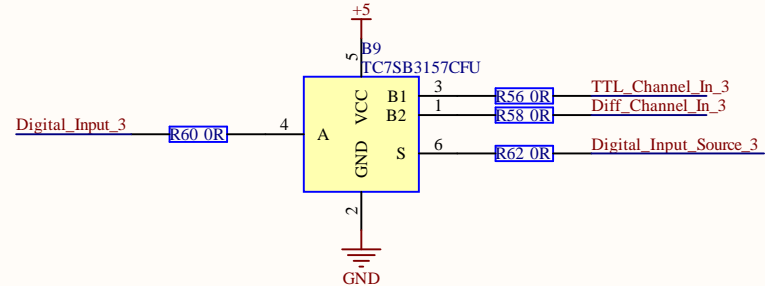 +5
B9
TC7SB3157CFU
5
VCC
B1
3
R56 0R
TTL_Channel_In_3
B2
1
R58 0R
Diff_Channel_In_3
Digital_Input_3
R60 0R
4
A
GND
S
6
R62 0R
Digital_Input_Source_3
2
GND